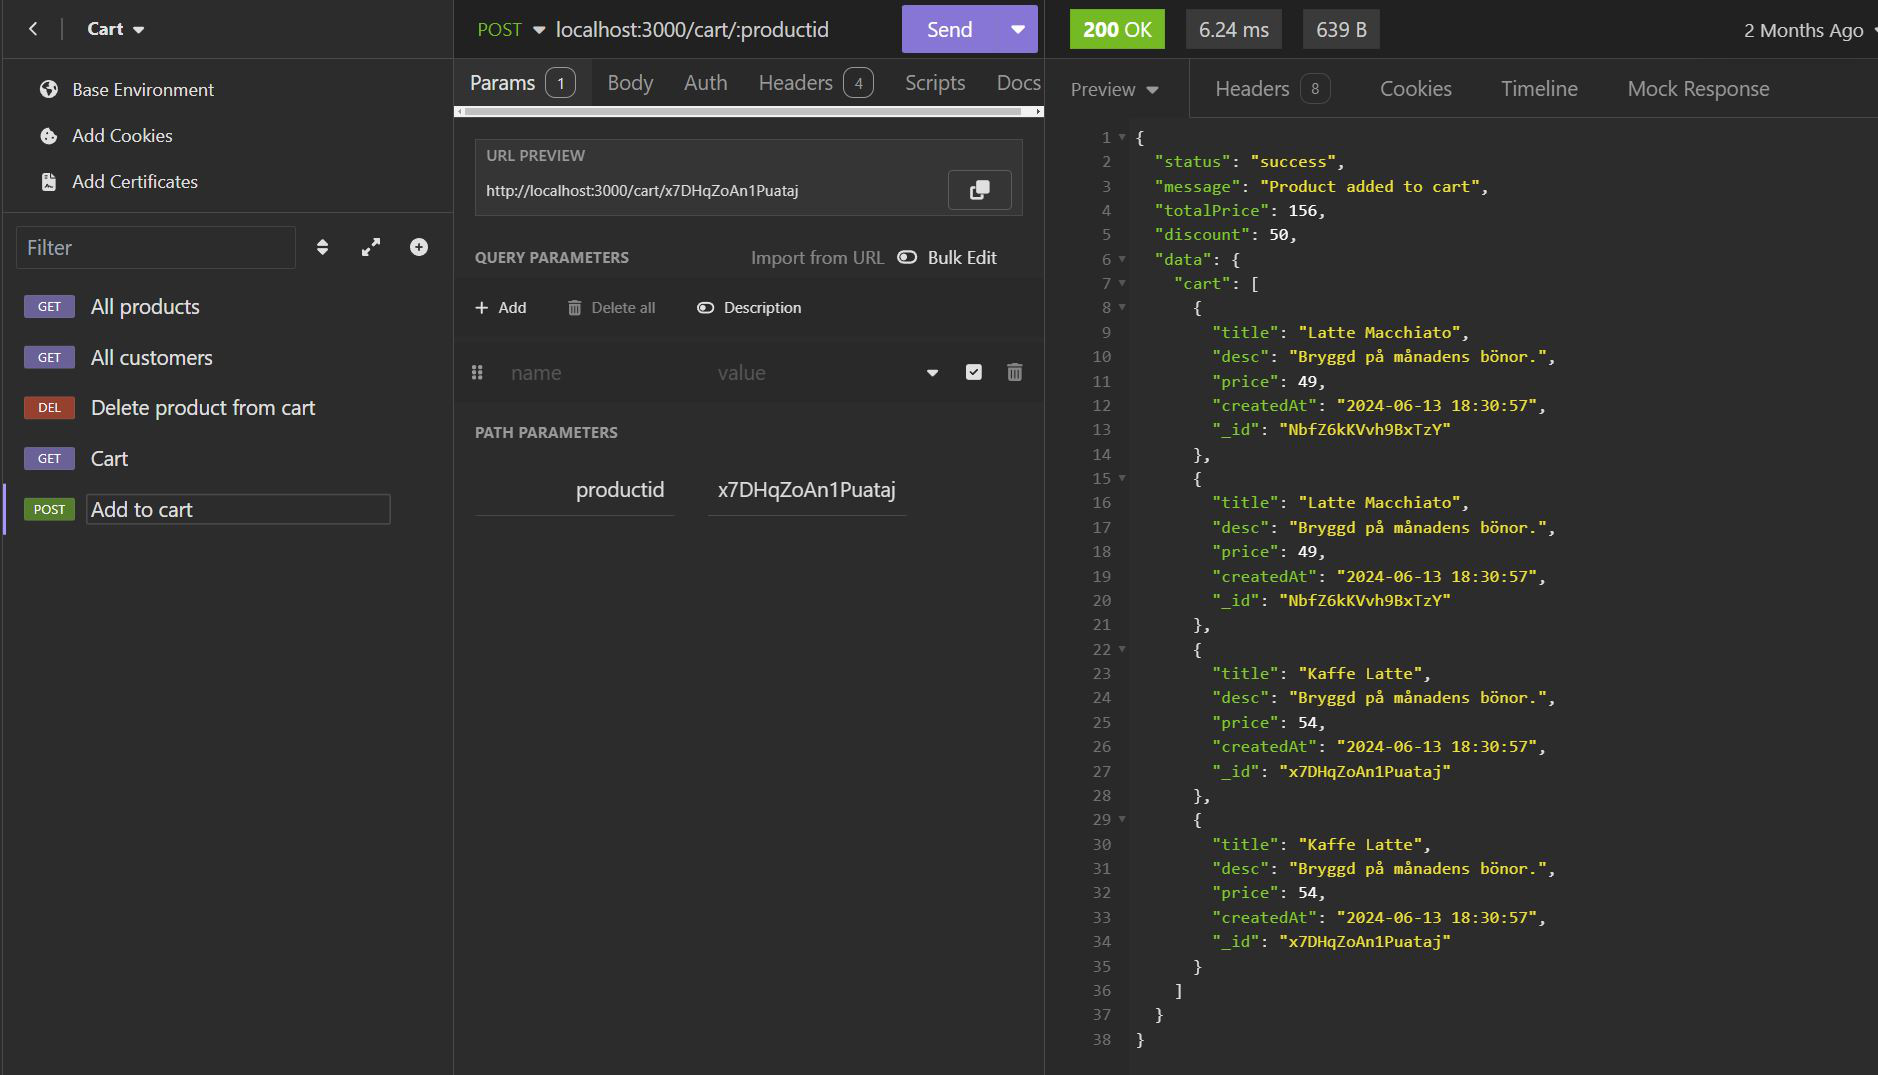 Cart
Base Environment
Add Cookies
Add Certificates
Filter
GET All products
GET All customers
DEL Delete product from cart
GET Cart
POST Add to cart
POST localhost:3000/cart/:productid Send
Params 1 Body Auth Headers 4 Scripts Docs
URL PREVIEW
http://localhost:3000/cart/x7DHqZoAn1Puataj
QUERY PARAMETERS Import from URL Bulk Edit
+ Add Delete all Description
name value
PATH PARAMETERS
productid x7DHqZoAn1Puataj
200 OK 6.24 ms 639 B 2 Months Ago
Preview Headers 8 Cookies Timeline Mock Response
1 {
2 "status": "success",
3 "message": "Product added to cart",
4 "totalPrice": 156,
5 "discount": 50,
6 "data": {
7 "cart": [
8 {
9 "title": "Latte Macchiato",
10 "desc": "Bryggd på månadens bönor.",
11 "price": 49,
12 "createdAt": "2024-06-13 18:30:57",
13 "_id": "NbfZ6kKVvh9BxTzY"
14 },
15 {
16 "title": "Latte Macchiato",
17 "desc": "Bryggd på månadens bönor.",
18 "price": 49,
19 "createdAt": "2024-06-13 18:30:57",
20 "_id": "NbfZ6kKVvh9BxTzY"
21 },
22 {
23 "title": "Kaffe Latte",
24 "desc": "Bryggd på månadens bönor.",
25 "price": 54,
26 "createdAt": "2024-06-13 18:30:57",
27 "_id": "x7DHqZoAn1Puataj"
28 },
29 {
30 "title": "Kaffe Latte",
31 "desc": "Bryggd på månadens bönor.",
32 "price": 54,
33 "createdAt": "2024-06-13 18:30:57",
34 "_id": "x7DHqZoAn1Puataj"
35 }
36 ]
37 }
38 }